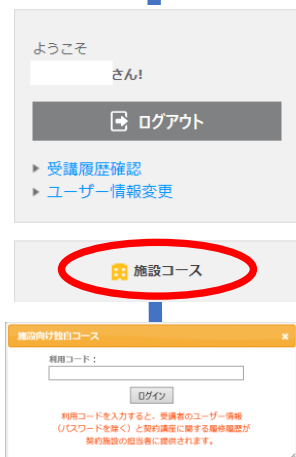 ようこそ
さん!
ログアウト
受講履歴確認
ユーザー情報変更
施設コース
施設向け独自コース ×
利用コード：
ログイン
利用コードを入力すると、受講者のユーザー情報
（パスワードを除く）と契約講座に関する履修履歴が
契約施設の担当者に提供されます。